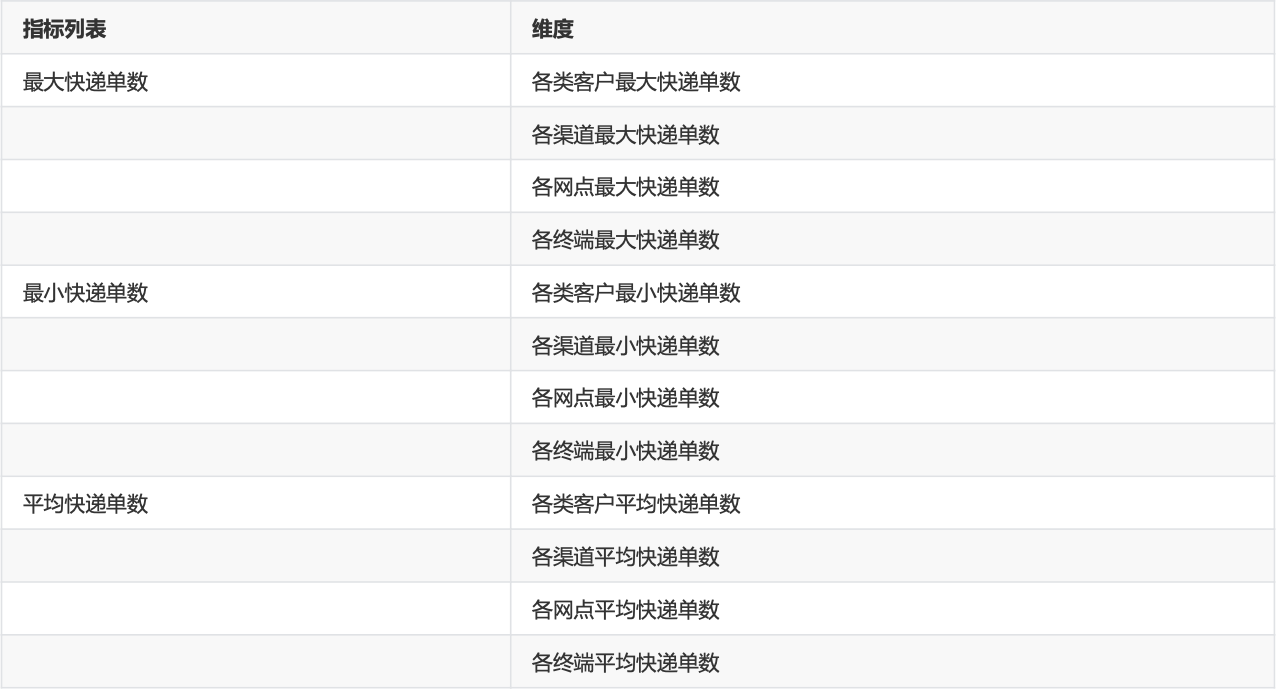 指标列表 维度
最大快递单数 各类客户最大快递单数
各渠道最大快递单数
各网点最大快递单数
各终端最大快递单数
最小快递单数 各类客户最小快递单数
各渠道最小快递单数
各网点最小快递单数
各终端最小快递单数
平均快递单数 各类客户平均快递单数
各渠道平均快递单数
各网点平均快递单数
各终端平均快递单数